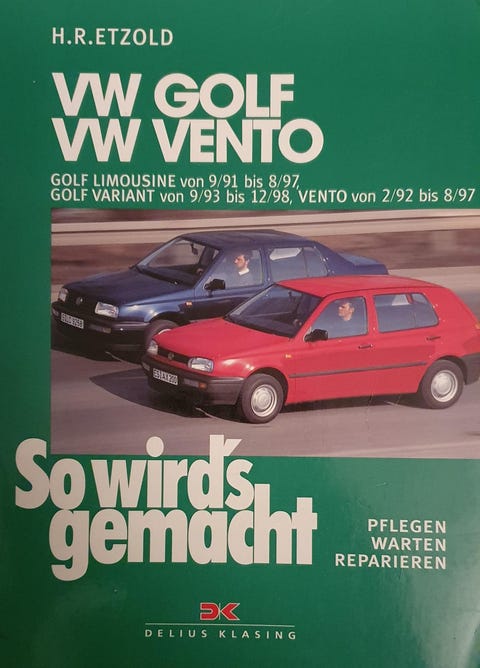 H.R.ETZOLD
VW GOLF
VW VENTO
GOLF LIMOUSINE von 9/91 bis 8/97,
GOLF VARIANT von 9/93 bis 12/98, VENTO von 2/92 bis 8/97
So wird's
gemacht
PFLEGEN
WARTEN
REPARIEREN
DK
DELIUS KLASING